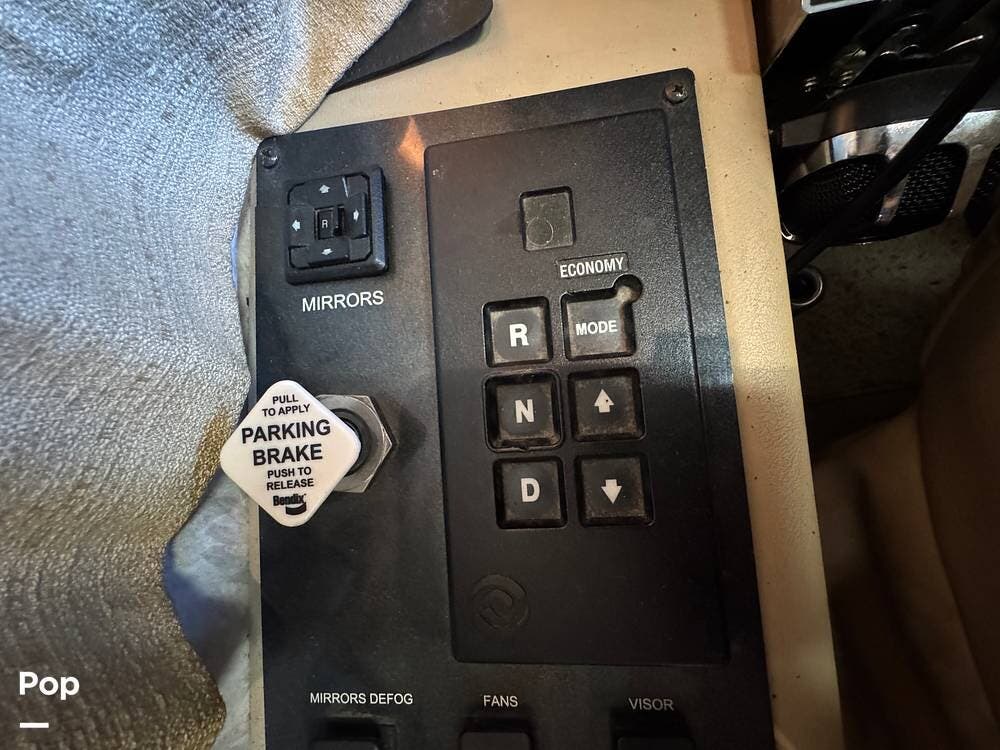 R
MIRRORS
ECONOMY
R
MODE
N
D
PULL
TO APPLY
PARKING
BRAKE
PUSH TO
RELEASE
Bendix
MIRRORS DEFOG
FANS
VISOR
Pop